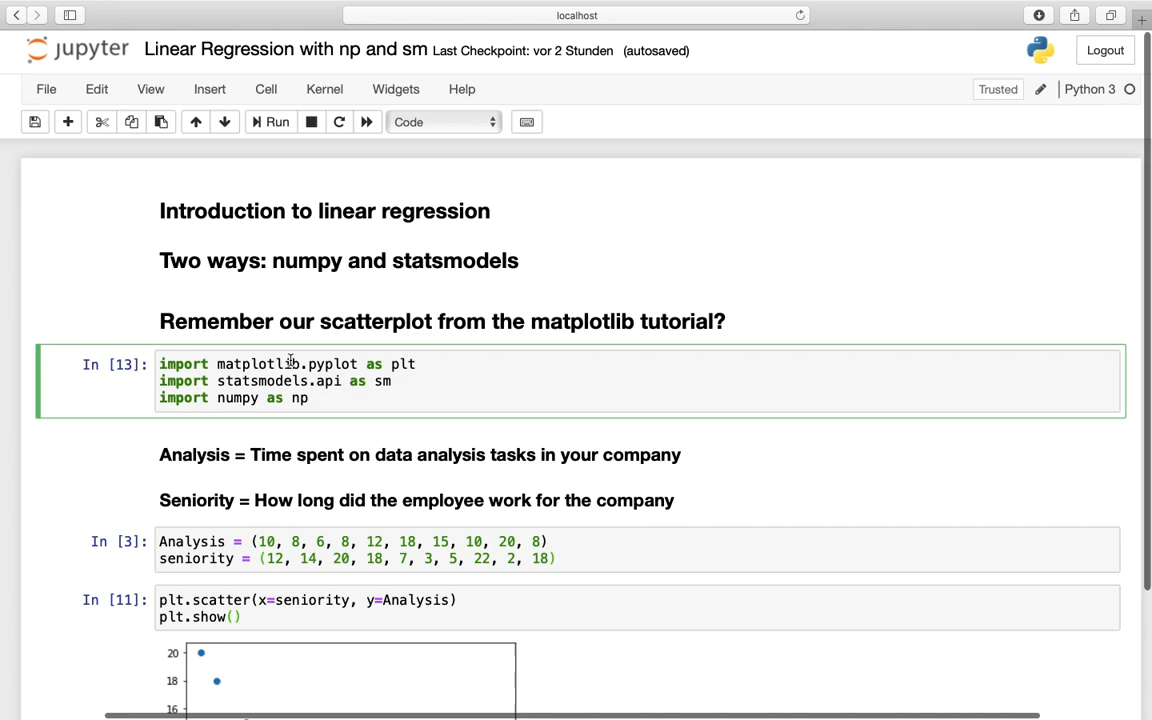 localhost
jupyter Linear Regression with np and sm Last Checkpoint: vor 2 Stunden (autosaved)
Logout
File Edit View Insert Cell Kernel Widgets Help
Trusted Python 3
Run Code
Introduction to linear regression
Two ways: numpy and statsmodels
Remember our scatterplot from the matplotlib tutorial?
In [13]: import matplotlib.pyplot as plt
import statsmodels.api as sm
import numpy as np
Analysis = Time spent on data analysis tasks in your company
Seniority = How long did the employee work for the company
In [3]: Analysis = (10, 8, 6, 8, 12, 18, 15, 10, 20, 8)
seniority = (12, 14, 20, 18, 7, 3, 5, 22, 2, 18)
In [11]: plt.scatter(x=seniority, y=Analysis)
plt.show()
20
18
16